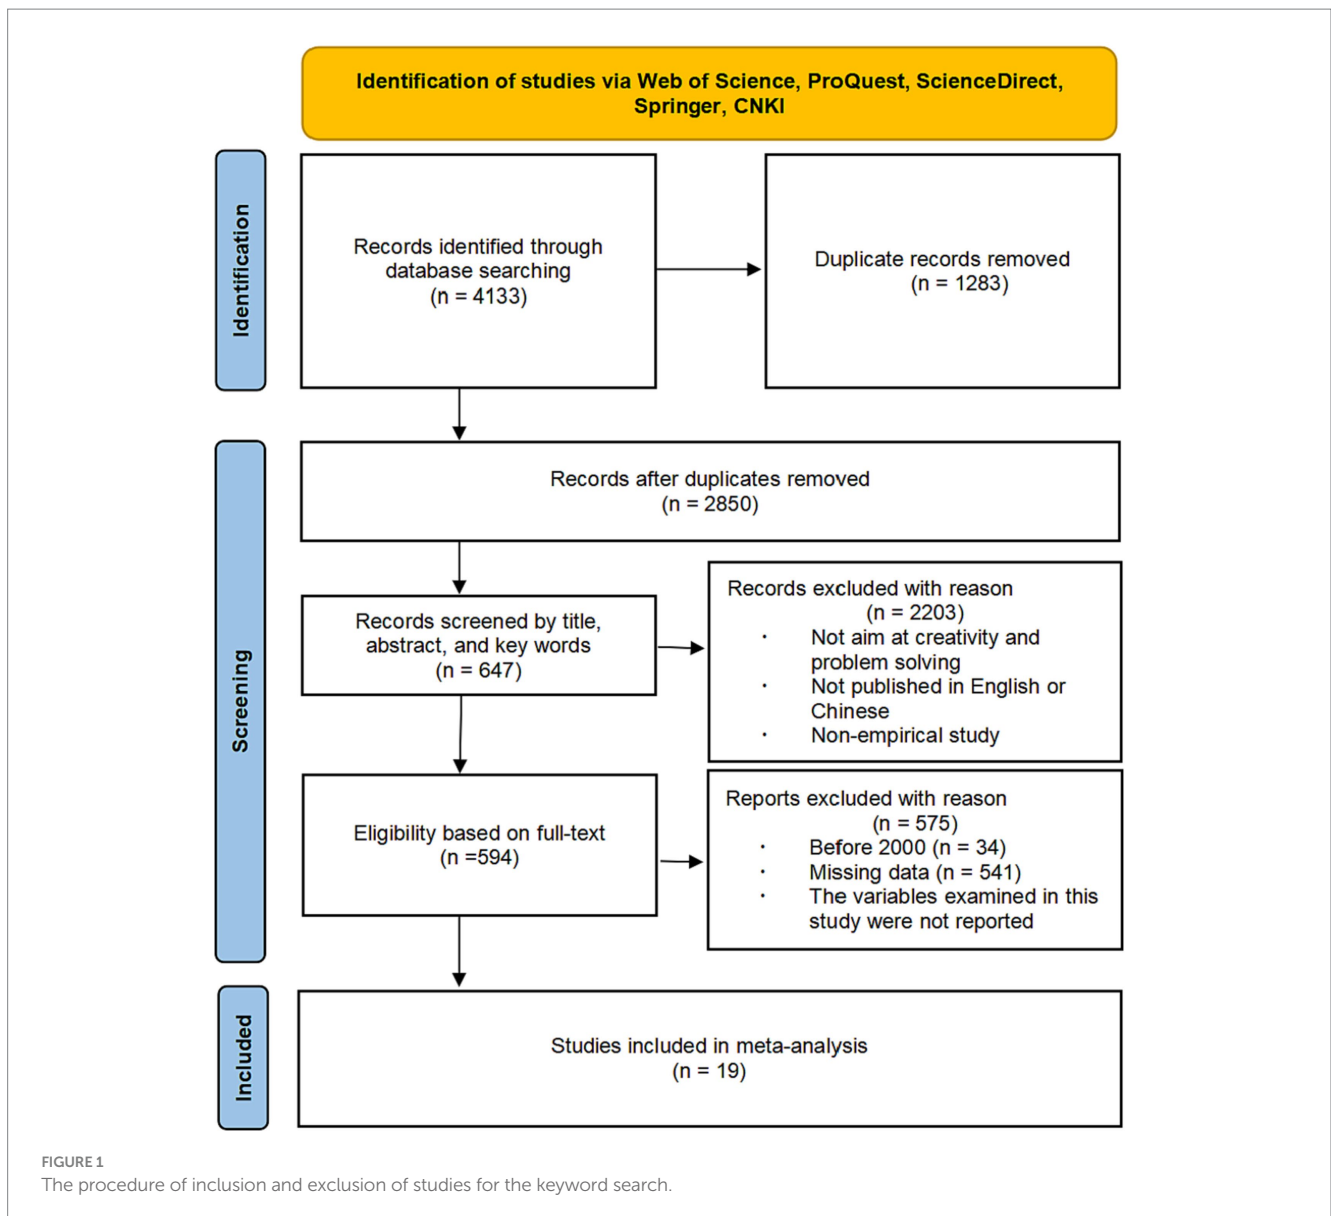 Identification of studies via Web of Science, ProQuest, ScienceDirect,
Springer, CNKI
Identification
Records identified through
database searching
(n = 4133)
Duplicate records removed
(n = 1283)
Screening
Records after duplicates removed
(n = 2850)
Records screened by title,
abstract, and key words
(n = 647)
Records excluded with reason
(n = 2203)
· Not aim at creativity and
problem solving
· Not published in English or
Chinese
· Non-empirical study
Eligibility based on full-text
(n =594)
Reports excluded with reason
(n = 575)
· Before 2000 (n = 34)
· Missing data (n = 541)
· The variables examined in this
study were not reported
Included
Studies included in meta-analysis
(n = 19)
FIGURE 1
The procedure of inclusion and exclusion of studies for the keyword search.